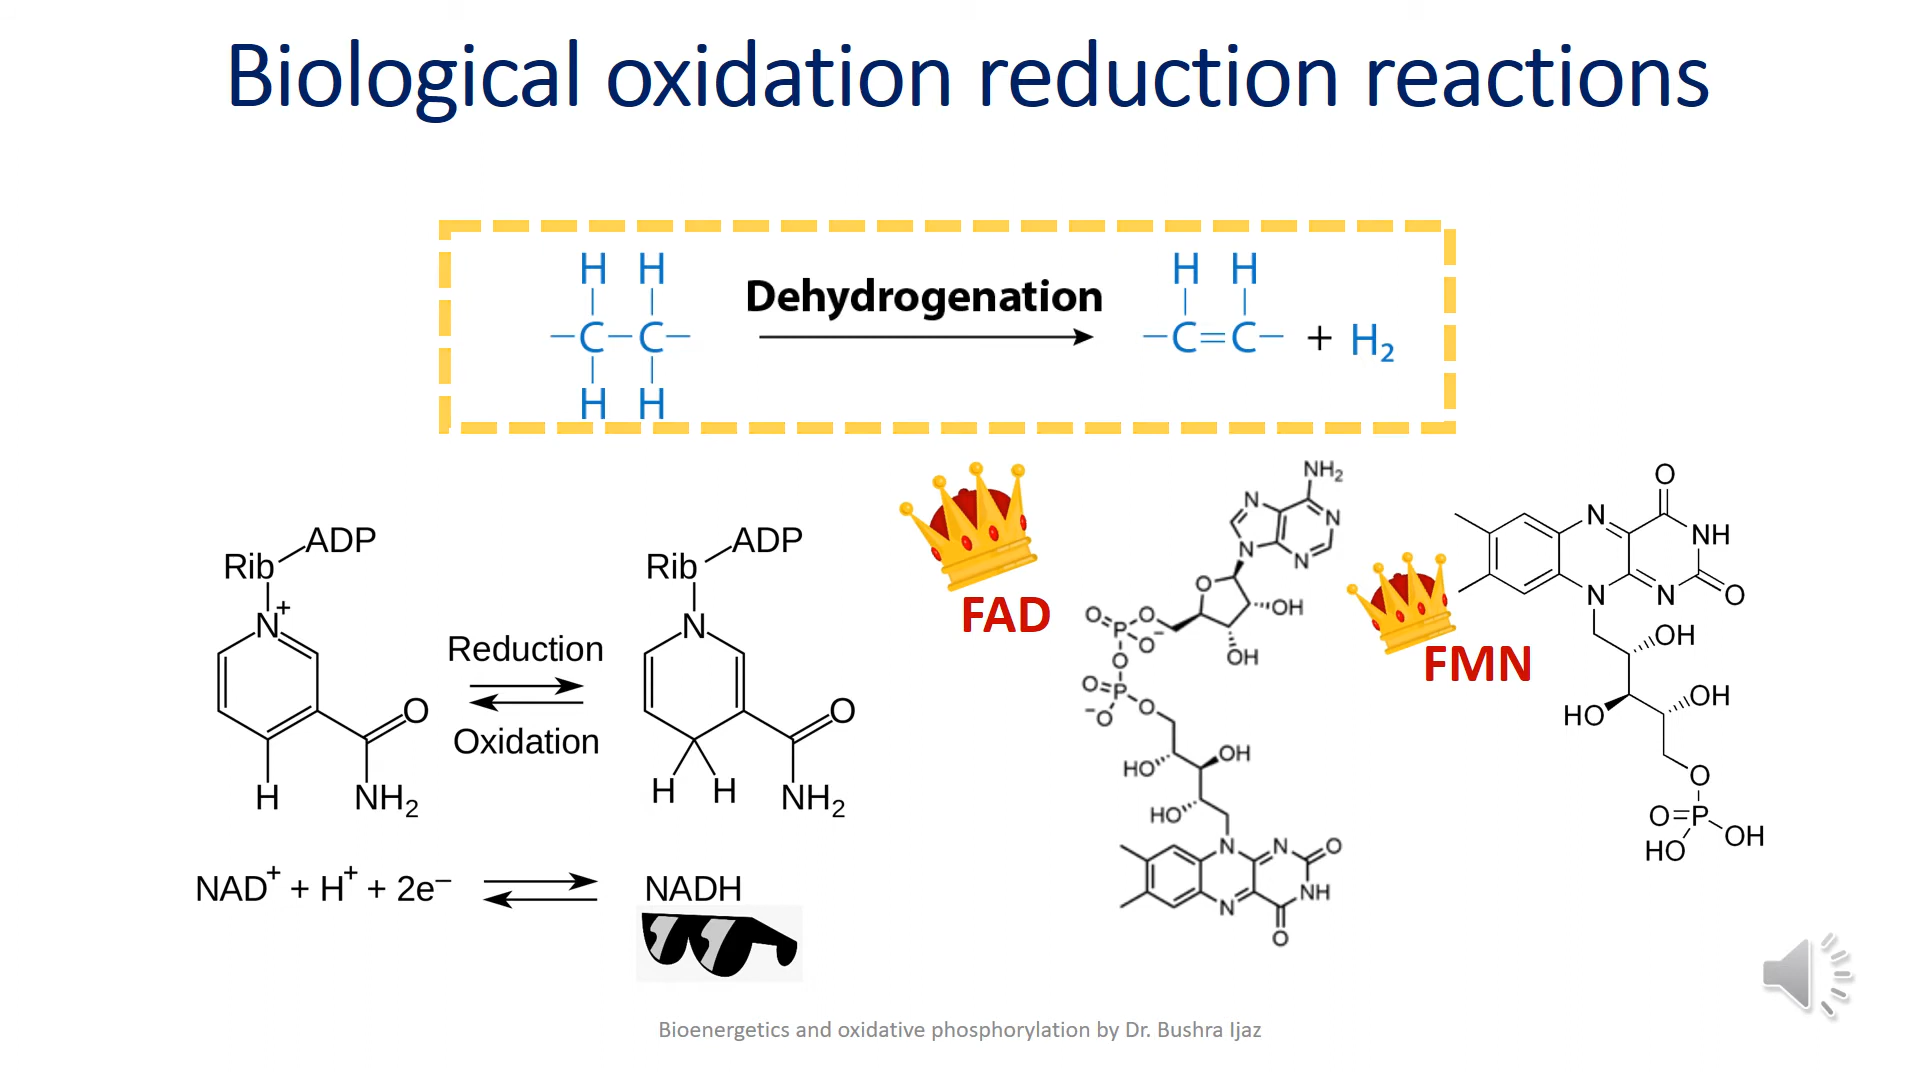 Biological oxidation reduction reactions
H H
Dehydrogenation
H H
–C–C–
–C=C– + H₂
H H
FAD
FMN
NH₂
N
N
N
N
O
OH
OH
O=P–O
O⁻
O
O=P–O
⁻O
HO
OH
HO
N
N
O
NH
N
O
O
N
NH
N
N
O
OH
HO
OH
O
O=P
OH
HO
Rib
ADP
N⁺
O
H
NH₂
Reduction
Oxidation
Rib
ADP
N
O
H H
NH₂
NAD⁺ + H⁺ + 2e⁻
NADH
Bioenergetics and oxidative phosphorylation by Dr. Bushra Ijaz